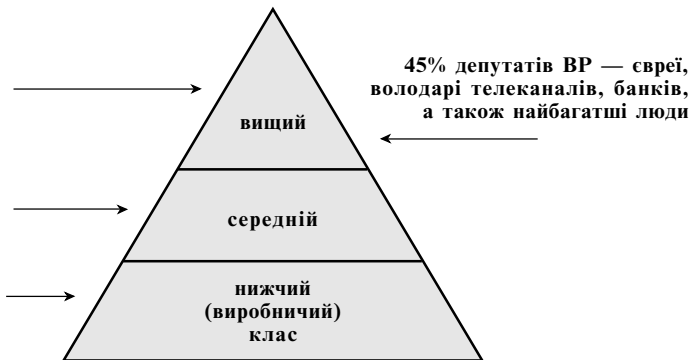 45% депутатів ВР — євреї,
володарі телеканалів, банків,
а також найбагатші люди
вищий
середній
нижчий
(виробничий)
клас